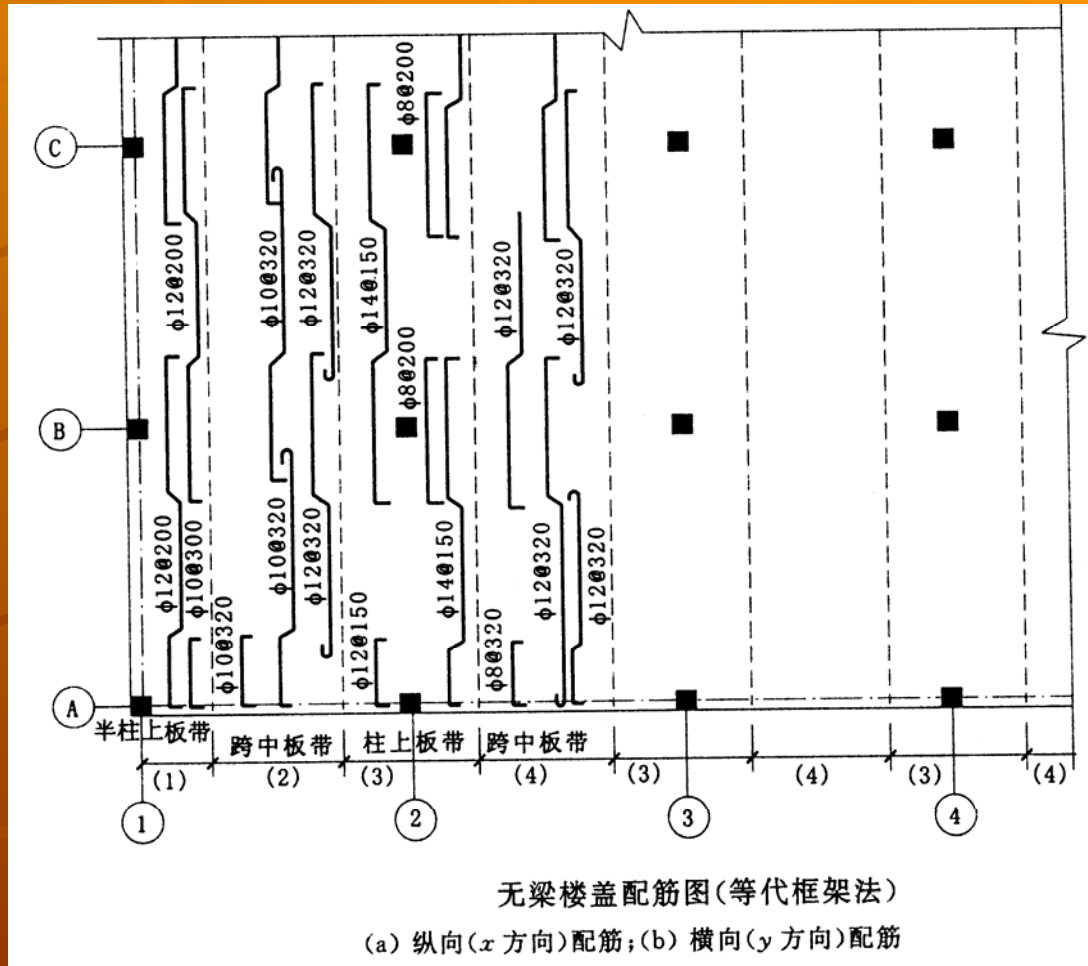 C
B
A
ϕ12@200
ϕ12@200
ϕ10@300
ϕ10@320
ϕ10@320
ϕ10@320
ϕ12@320
ϕ12@320
ϕ8@200
ϕ14@150
ϕ8@200
ϕ12@150
ϕ14@150
ϕ12@320
ϕ12@320
ϕ8@320
ϕ12@320
ϕ12@320
半柱上板带
跨中板带
柱上板带
跨中板带
(1)
(2)
(3)
(4)
(3)
(4)
(3)
(4)
1
2
3
4
无梁楼盖配筋图(等代框架法)
(a) 纵向(x 方向)配筋;(b) 横向(y 方向)配筋